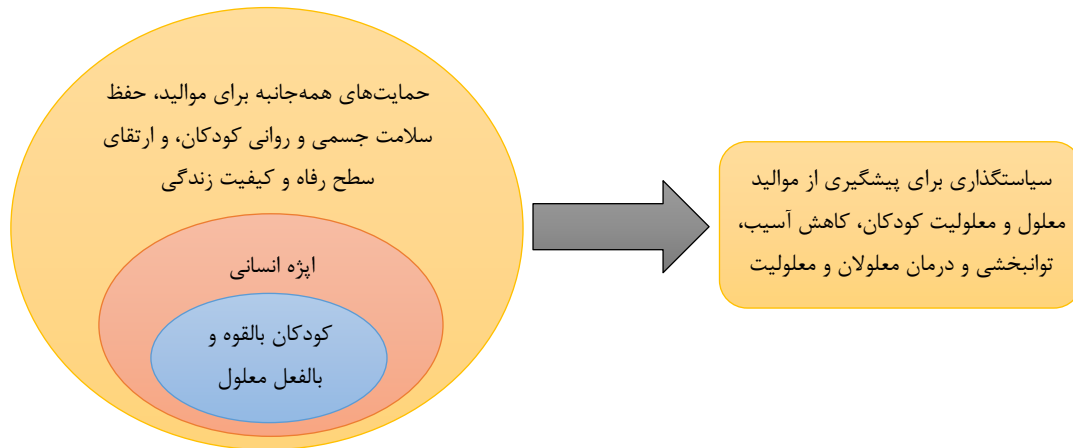 حمایت‌های همه‌جانبه برای موالید، حفظ
سلامت جسمی و روانی کودکان، و ارتقای
سطح رفاه و کیفیت زندگی
اپژه انسانی
کودکان بالقوه و
بالفعل معلول
سیاستگذاری برای پیشگیری از موالید
معلول و معلولیت کودکان، کاهش آسیب،
توانبخشی و درمان معلولان و معلولیت